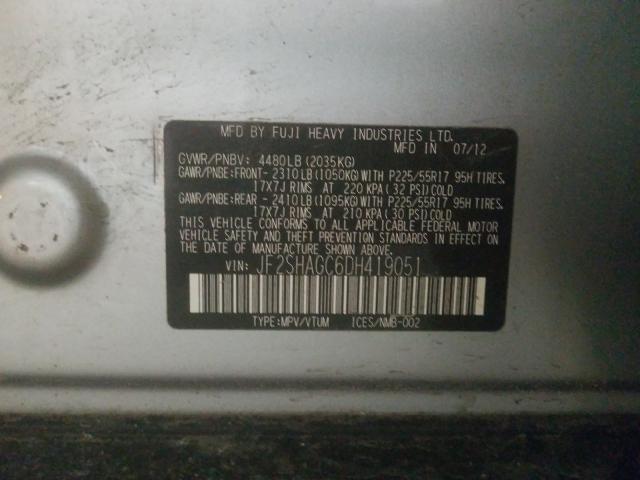 MFD BY FUJI HEAVY INDUSTRIES LTD.
MFD IN 07/12
GVWR/PNBV: 4480LB (2035KG)
GAWR/PNBE:FRONT- 2310LB (1050KG) WITH P225/55R17 95H TIRES.
17X7J RIMS AT 220 KPA ( 32 PSI) COLD
GAWR/PNBE:REAR - 2410LB (1095KG) WITH P225/55R17 95H TIRES.
17X7J RIMS AT 210 KPA ( 30 PSI) COLD
THIS VEHICLE CONFORMS TO ALL APPLICABLE FEDERAL MOTOR
VEHICLE SAFETY AND THEFT PREVENTION STANDARDS IN EFFECT ON
THE DATE OF MANUFACTURE SHOWN ABOVE.
VIN: JF2SHAGC6DH419051
TYPE:MPV/VTUM ICES/NMB-002